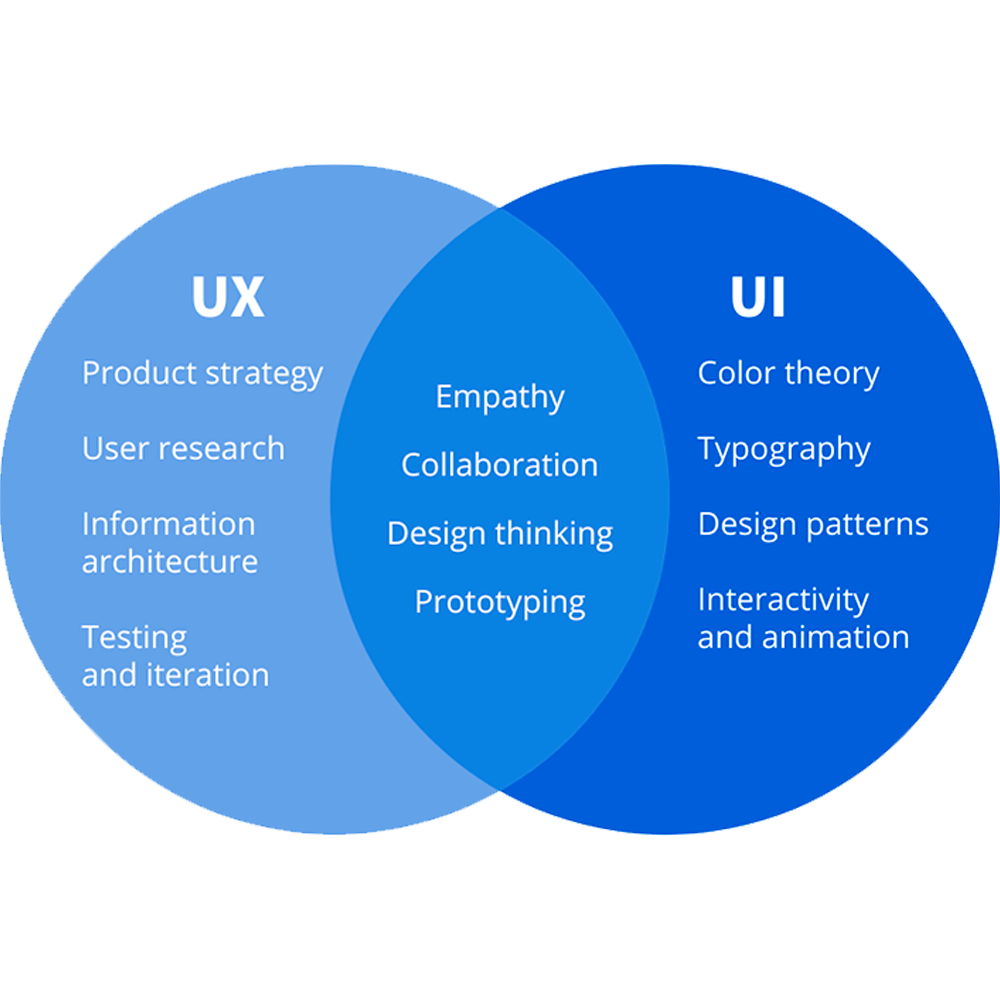 UX
Product strategy
User research
Information
architecture
Testing
and iteration
Empathy
Collaboration
Design thinking
Prototyping
UI
Color theory
Typography
Design patterns
Interactivity
and animation